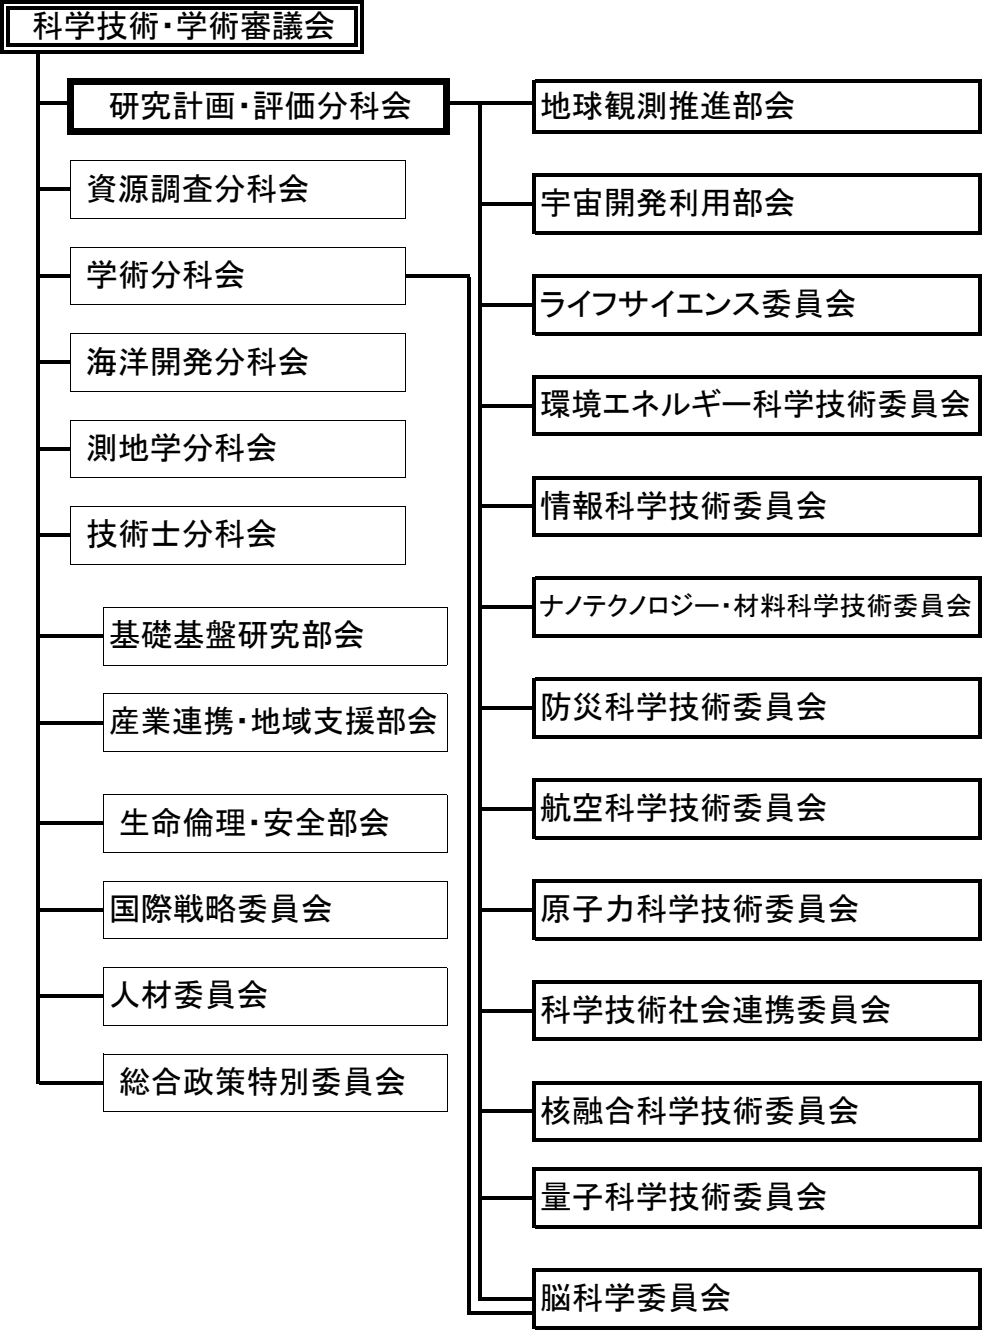 科学技術・学術審議会
研究計画・評価分科会
資源調査分科会
学術分科会
海洋開発分科会
測地学分科会
技術士分科会
基礎基盤研究部会
産業連携・地域支援部会
生命倫理・安全部会
国際戦略委員会
人材委員会
総合政策特別委員会
地球観測推進部会
宇宙開発利用部会
ライフサイエンス委員会
環境エネルギー科学技術委員会
情報科学技術委員会
ナノテクノロジー・材料科学技術委員会
防災科学技術委員会
航空科学技術委員会
原子力科学技術委員会
科学技術社会連携委員会
核融合科学技術委員会
量子科学技術委員会
脳科学委員会